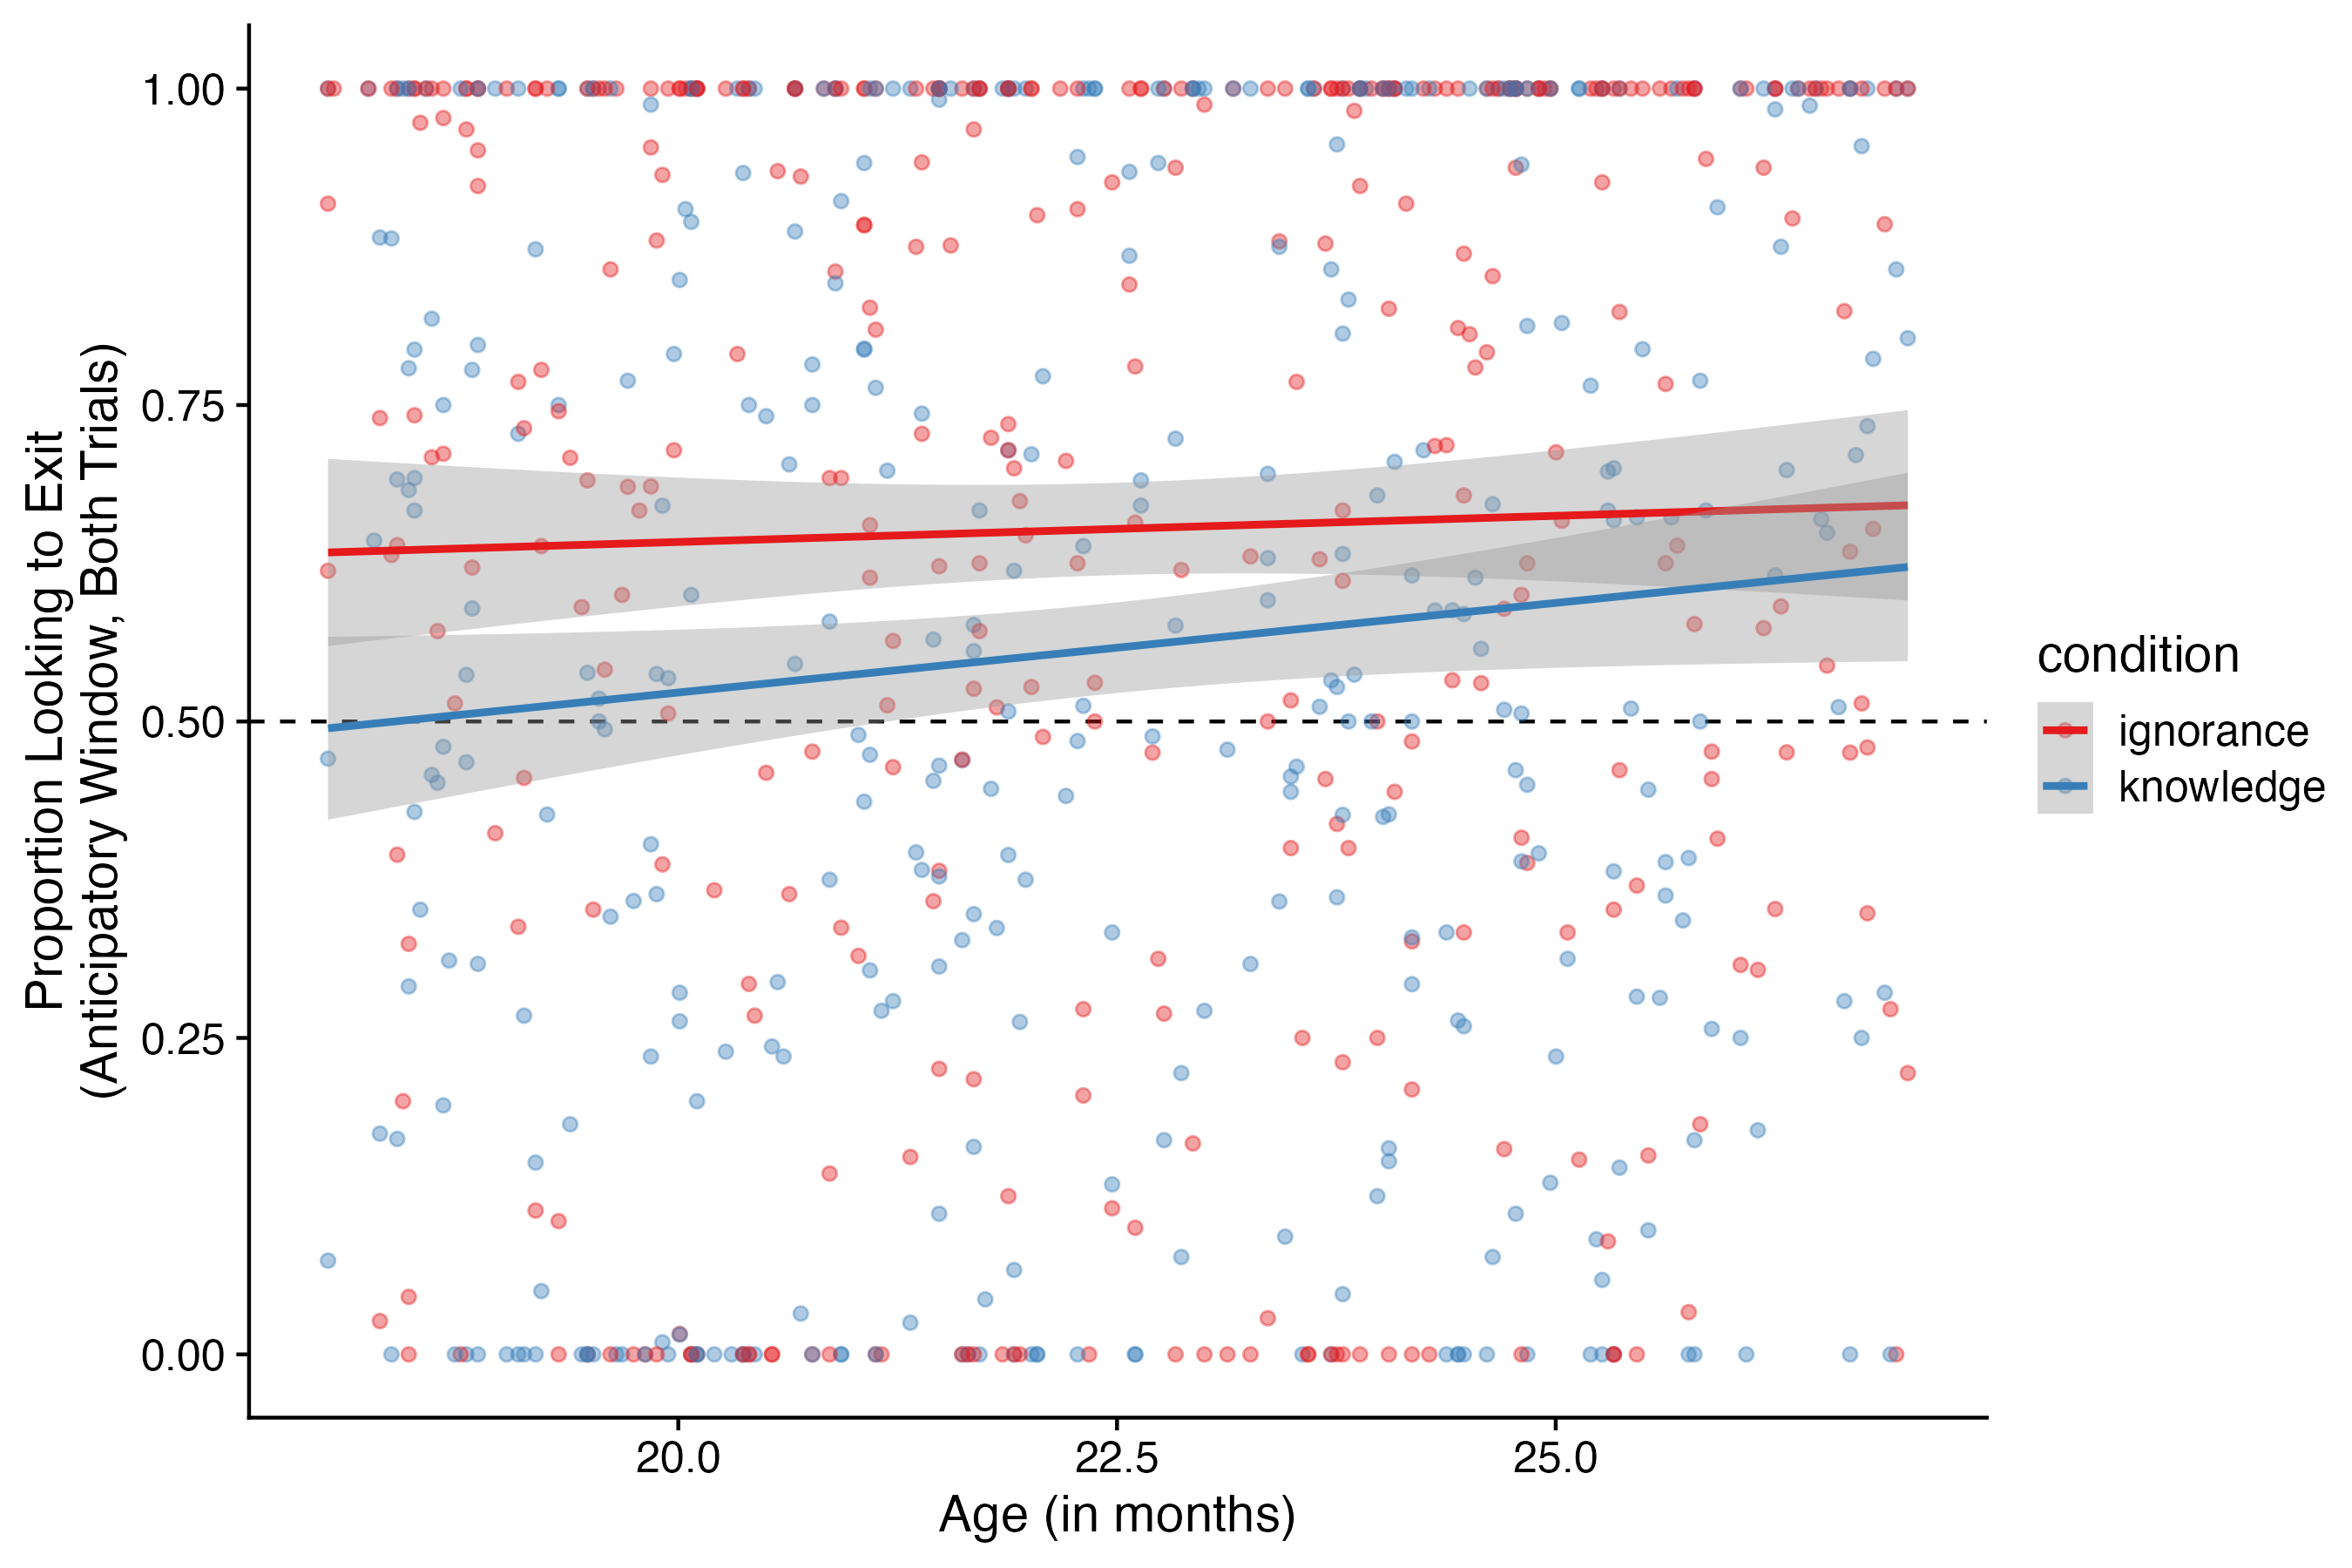 Proportion Looking to Exit
(Anticipatory Window, Both Trials)
1.00
0.75
0.50
0.25
0.00
20.0
22.5
25.0
Age (in months)
condition
ignorance
knowledge